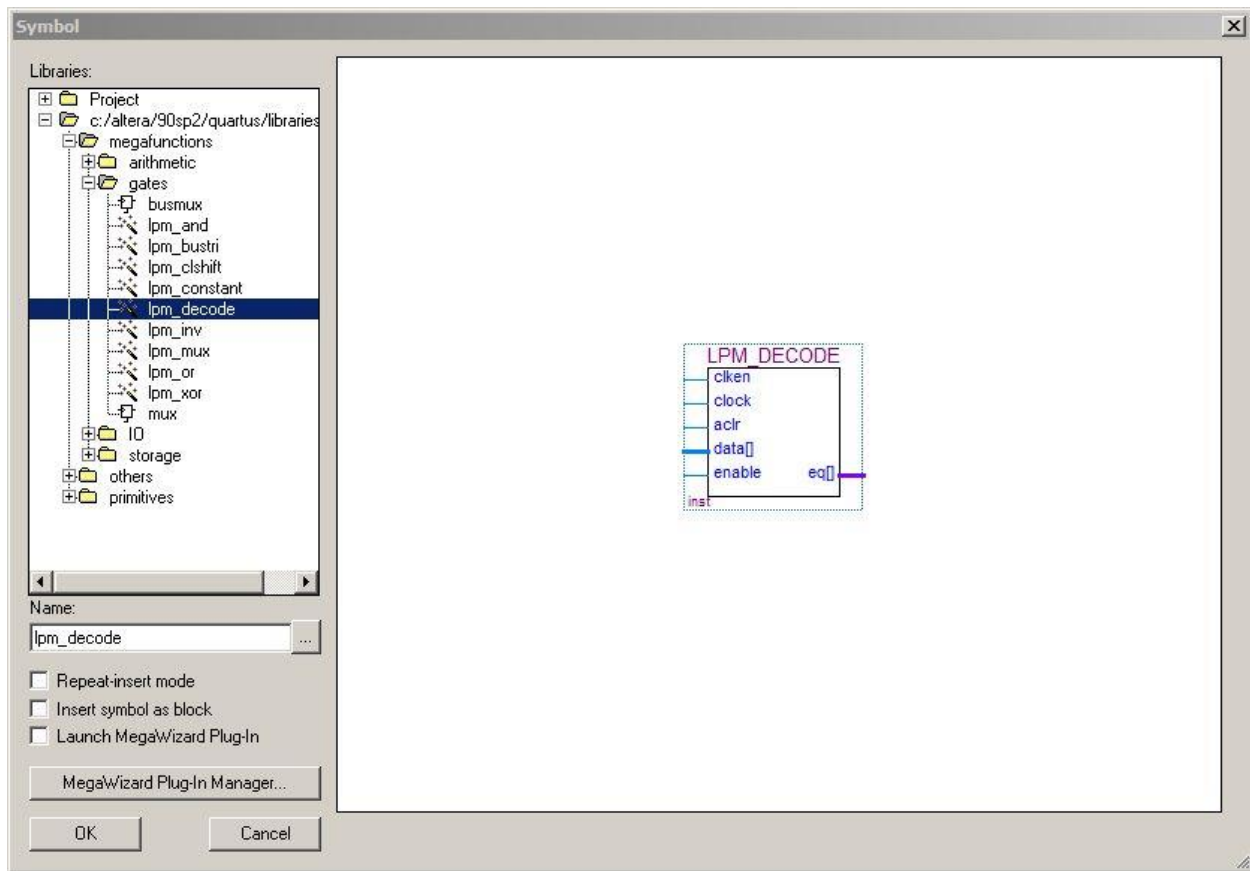 Symbol
Libraries:
Project
c:/altera/90sp2/quartus/libraries
megafunctions
arithmetic
gates
busmux
lpm_and
lpm_bustri
lpm_clshift
lpm_constant
lpm_decode
lpm_inv
lpm_mux
lpm_or
lpm_xor
mux
IO
storage
others
primitives
Name:
lpm_decode
...
Repeat-insert mode
Insert symbol as block
Launch MegaWizard Plug-In
MegaWizard Plug-In Manager...
OK Cancel
LPM_DECODE
clken
clock
aclr
data[]
enable eq[]
inst